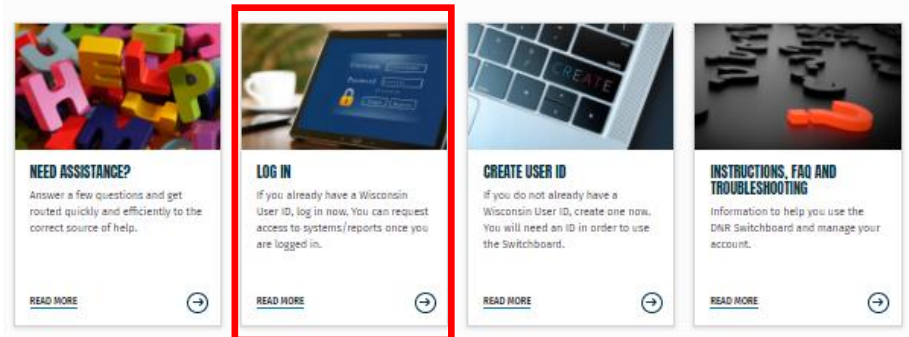 HELP
NEED ASSISTANCE?
Answer a few questions and get
routed quickly and efficiently to the
correct source of help.
READ MORE
Username
Password
LOG IN
If you already have a Wisconsin
User ID, log in now. You can request
access to systems/reports once you
are logged in.
READ MORE
CREATE
CREATE USER ID
If you do not already have a
Wisconsin User ID, create one now.
You will need an ID in order to use
the Switchboard.
READ MORE
INSTRUCTIONS, FAQ AND
TROUBLESHOOTING
Information to help you use the
DNR Switchboard and manage your
account.
READ MORE